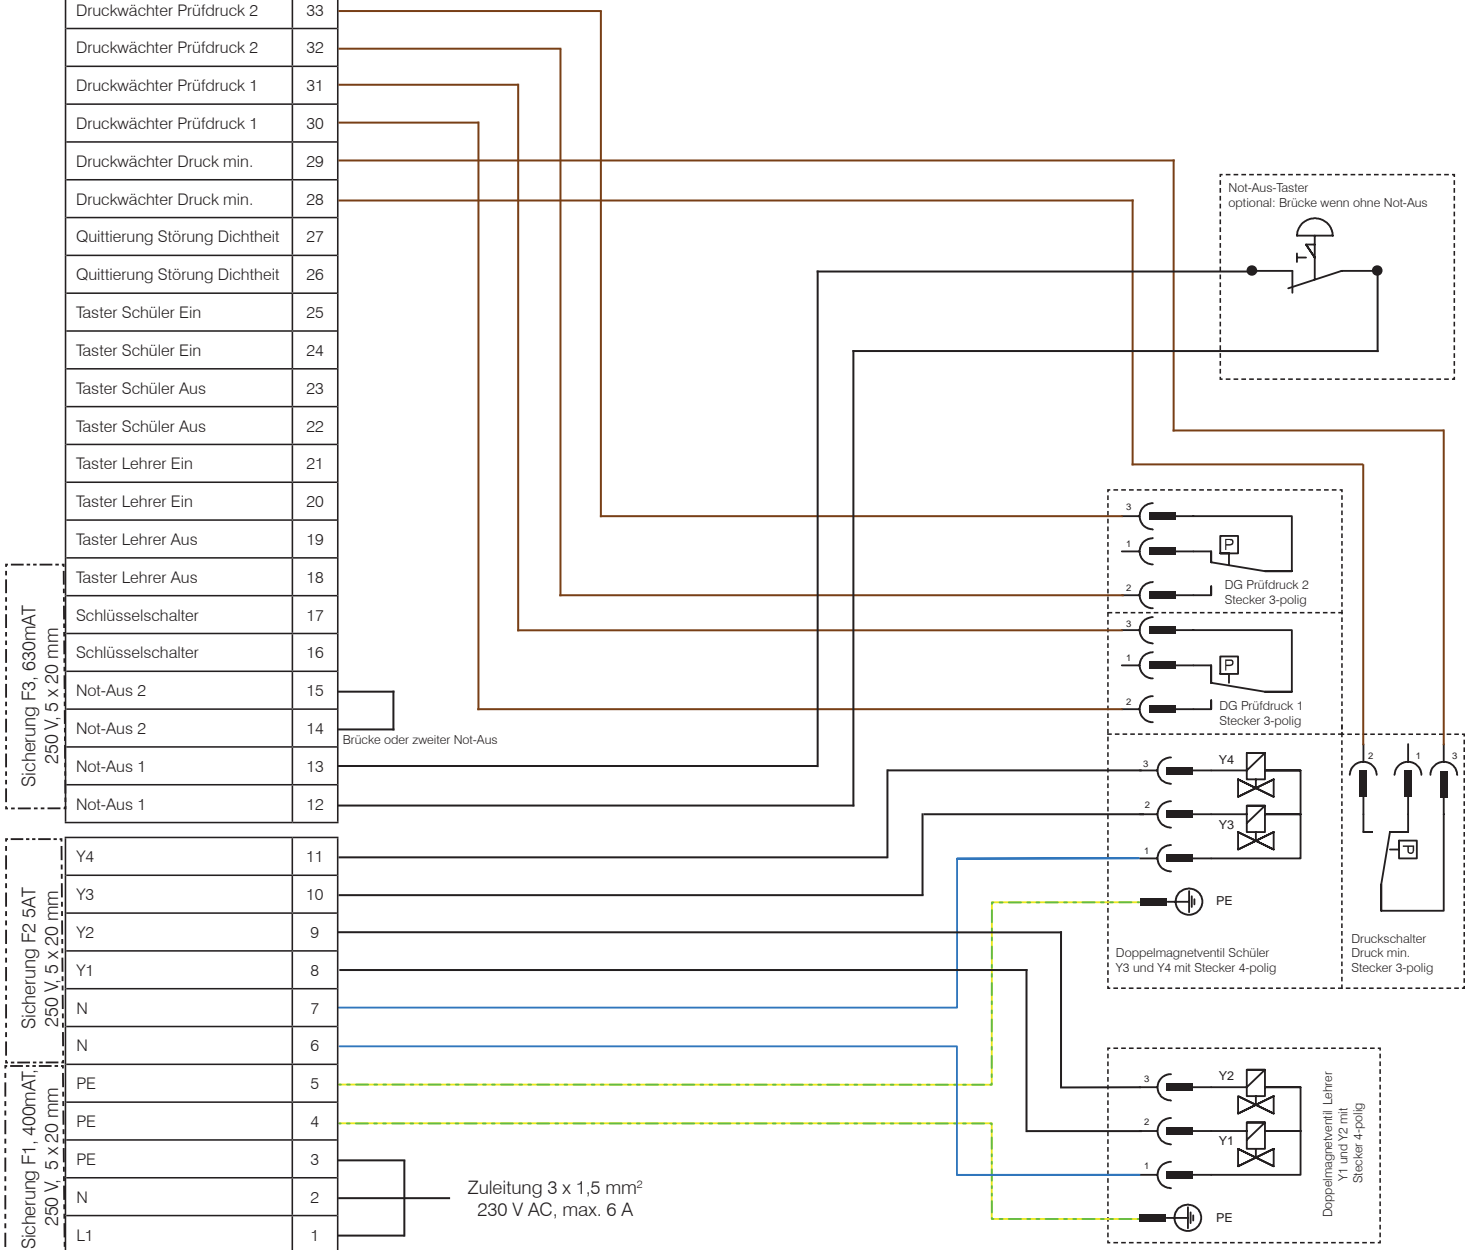 Druckwächter Prüfdruck 2 33
Druckwächter Prüfdruck 2 32
Druckwächter Prüfdruck 1 31
Druckwächter Prüfdruck 1 30
Druckwächter Druck min. 29
Druckwächter Druck min. 28
Quittierung Störung Dichtheit 27
Quittierung Störung Dichtheit 26
Taster Schüler Ein 25
Taster Schüler Ein 24
Taster Schüler Aus 23
Taster Schüler Aus 22
Taster Lehrer Ein 21
Taster Lehrer Ein 20
Taster Lehrer Aus 19
Taster Lehrer Aus 18
Schlüsselschalter 17
Schlüsselschalter 16
Not-Aus 2 15
Not-Aus 2 14
Not-Aus 1 13
Not-Aus 1 12
Y4 11
Y3 10
Y2 9
Y1 8
N 7
N 6
PE 5
PE 4
PE 3
N 2
L1 1
Sicherung F3, 630mAT
250 V, 5 x 20 mm
Sicherung F2 5AT
250 V, 5 x 20 mm
Sicherung F1, 400mAT,
250 V, 5 x 20 mm
Brücke oder zweiter Not-Aus
Zuleitung 3 x 1,5 mm²
230 V AC, max. 6 A
Not-Aus-Taster
optional: Brücke wenn ohne Not-Aus
3
1
P
2
DG Prüfdruck 2
Stecker 3-polig
3
1
P
2
DG Prüfdruck 1
Stecker 3-polig
3
Y4
2
Y3
1
PE
Doppelmagnetventil Schüler
Y3 und Y4 mit Stecker 4-polig
2 1 3
P
Druckschalter
Druck min.
Stecker 3-polig
3
Y2
2
Y1
1
PE
Doppelmagnetventil Lehrer
Y1 und Y2 mit
Stecker 4-polig